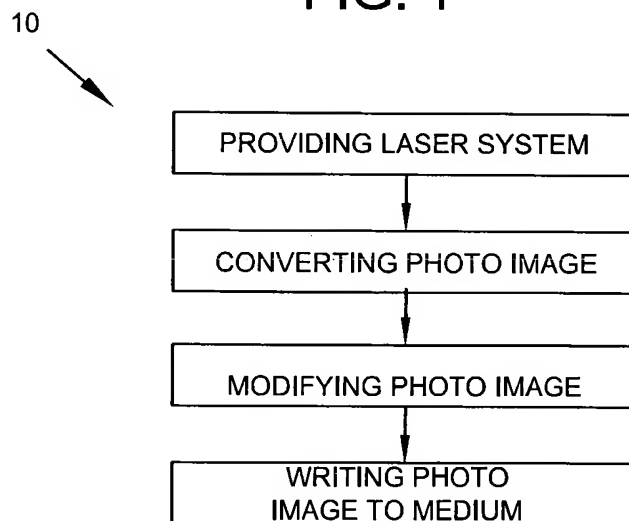 10
PROVIDING LASER SYSTEM
CONVERTING PHOTO IMAGE
MODIFYING PHOTO IMAGE
WRITING PHOTO
IMAGE TO MEDIUM